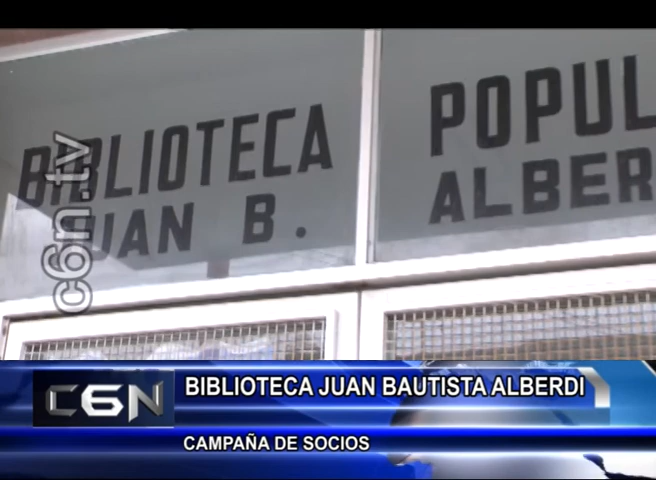 BIBLIOTECA POPUL
JUAN B. ALBER
c6n.tv
C6N
BIBLIOTECA JUAN BAUTISTA ALBERDI
CAMPAÑA DE SOCIOS